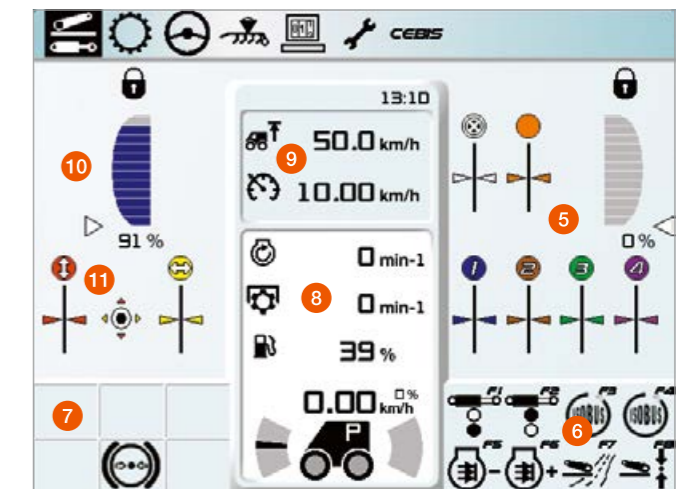 CEBIS
13:10
50.0 km/h
9
10.00 km/h
10
91 %
5
0%
11
1 2 3 4
0 min-1
8
0 min-1
39 %
0.00 km/h 0%
P
7
F1 F2 F3 F4
ISOBUS ISOBUS
6
F5 F6 F7 F8
- +